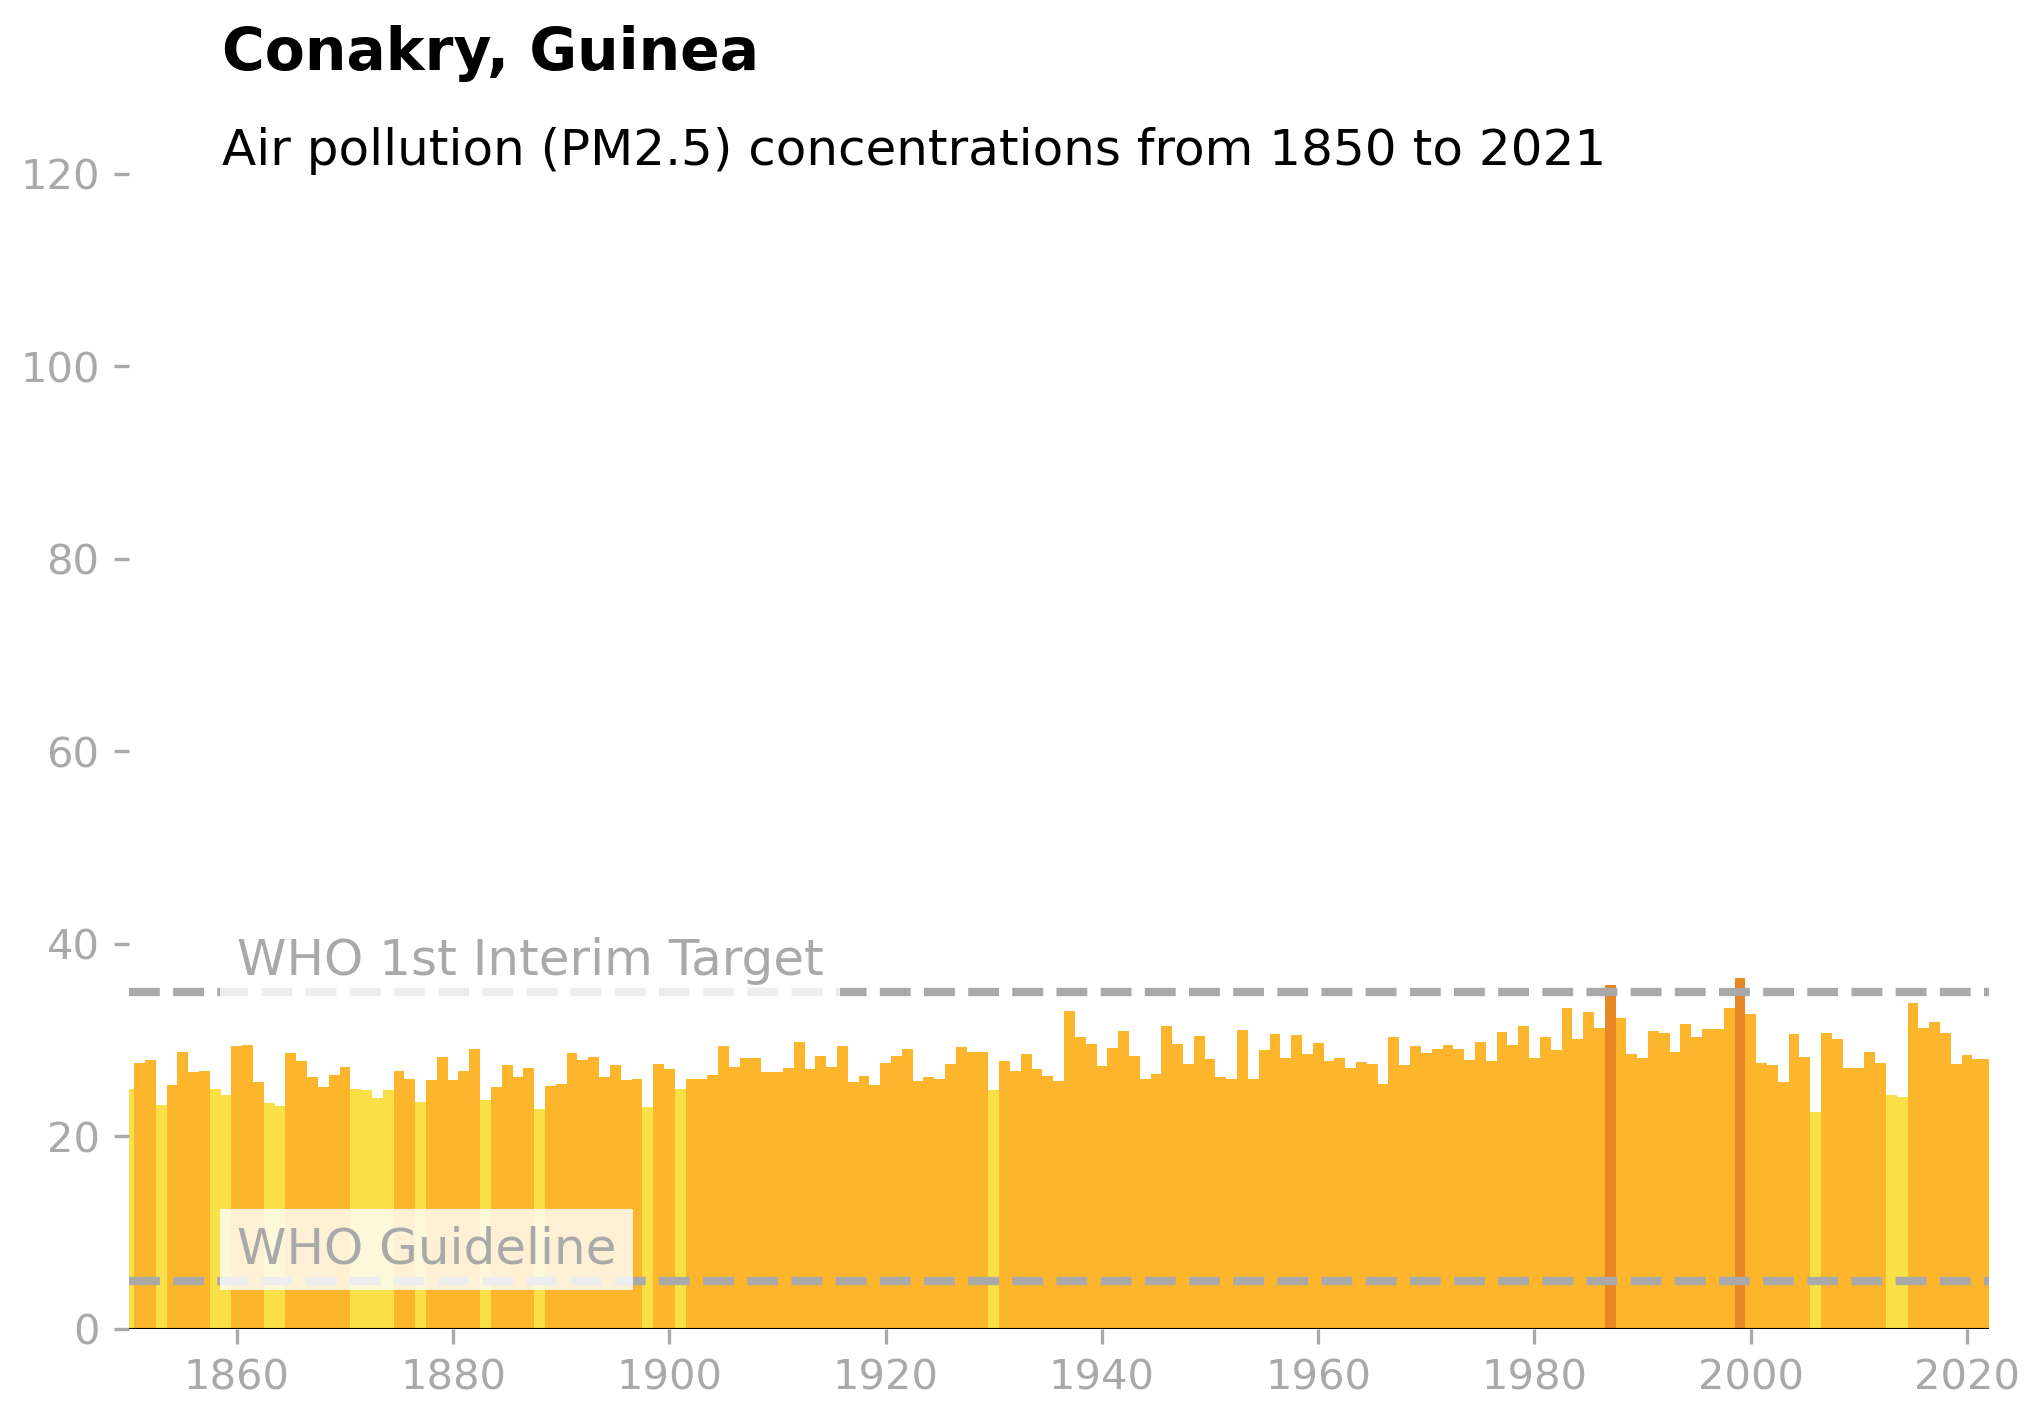 Conakry, Guinea
Air pollution (PM2.5) concentrations from 1850 to 2021
120
100
80
60
40
WHO 1st Interim Target
20
WHO Guideline
0
1860 1880 1900 1920 1940 1960 1980 2000 2020